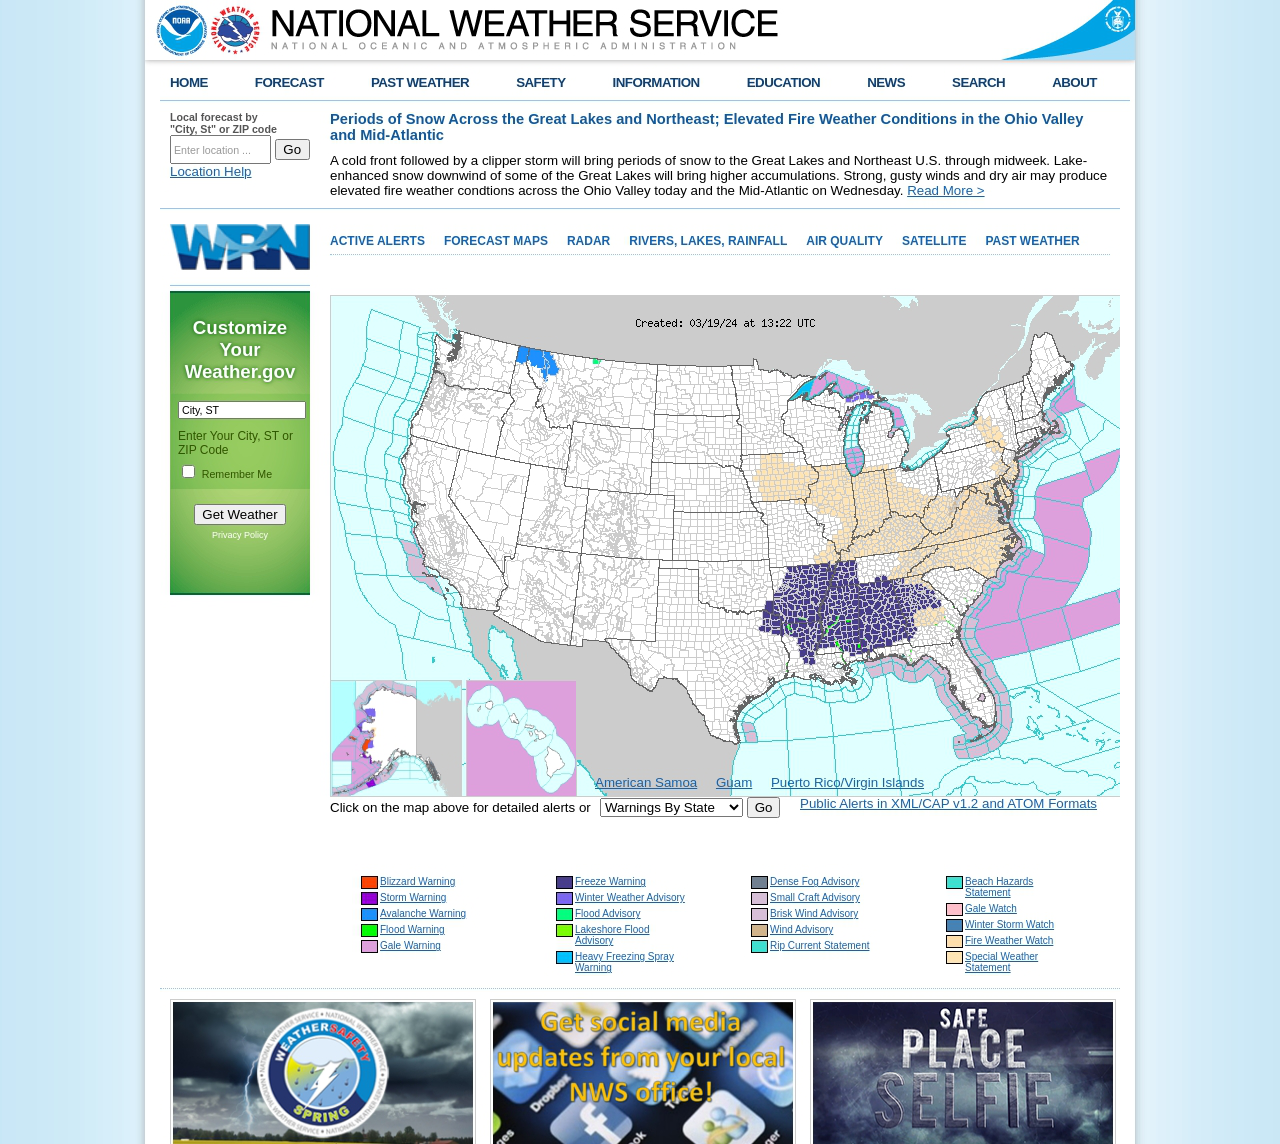 NOAA
NATIONAL WEATHER SERVICE
NATIONAL OCEANIC AND ATMOSPHERIC ADMINISTRATION
HOME FORECAST PAST WEATHER SAFETY INFORMATION EDUCATION NEWS SEARCH ABOUT
Local forecast by
"City, St" or ZIP code
Enter location ... Go
Location Help
Periods of Snow Across the Great Lakes and Northeast; Elevated Fire Weather Conditions in the Ohio Valley
and Mid-Atlantic
A cold front followed by a clipper storm will bring periods of snow to the Great Lakes and Northeast U.S. through midweek. Lake-
enhanced snow downwind of some of the Great Lakes will bring higher accumulations. Strong, gusty winds and dry air may produce
elevated fire weather condtions across the Ohio Valley today and the Mid-Atlantic on Wednesday. Read More >
WRN
ACTIVE ALERTS FORECAST MAPS RADAR RIVERS, LAKES, RAINFALL AIR QUALITY SATELLITE PAST WEATHER
Customize
Your
Weather.gov
City, ST
Enter Your City, ST or
ZIP Code
Remember Me
Get Weather
Privacy Policy
Created: 03/19/24 at 13:22 UTC
American Samoa Guam Puerto Rico/Virgin Islands
Click on the map above for detailed alerts or Warnings By State Go Public Alerts in XML/CAP v1.2 and ATOM Formats
Blizzard Warning
Storm Warning
Avalanche Warning
Flood Warning
Gale Warning
Freeze Warning
Winter Weather Advisory
Flood Advisory
Lakeshore Flood
Advisory
Heavy Freezing Spray
Warning
Dense Fog Advisory
Small Craft Advisory
Brisk Wind Advisory
Wind Advisory
Rip Current Statement
Beach Hazards
Statement
Gale Watch
Winter Storm Watch
Fire Weather Watch
Special Weather
Statement
WEATHER SAFETY
SPRING
Get social media
updates from your local
NWS office!
Dropbox
SAFE
PLACE
SELFIE